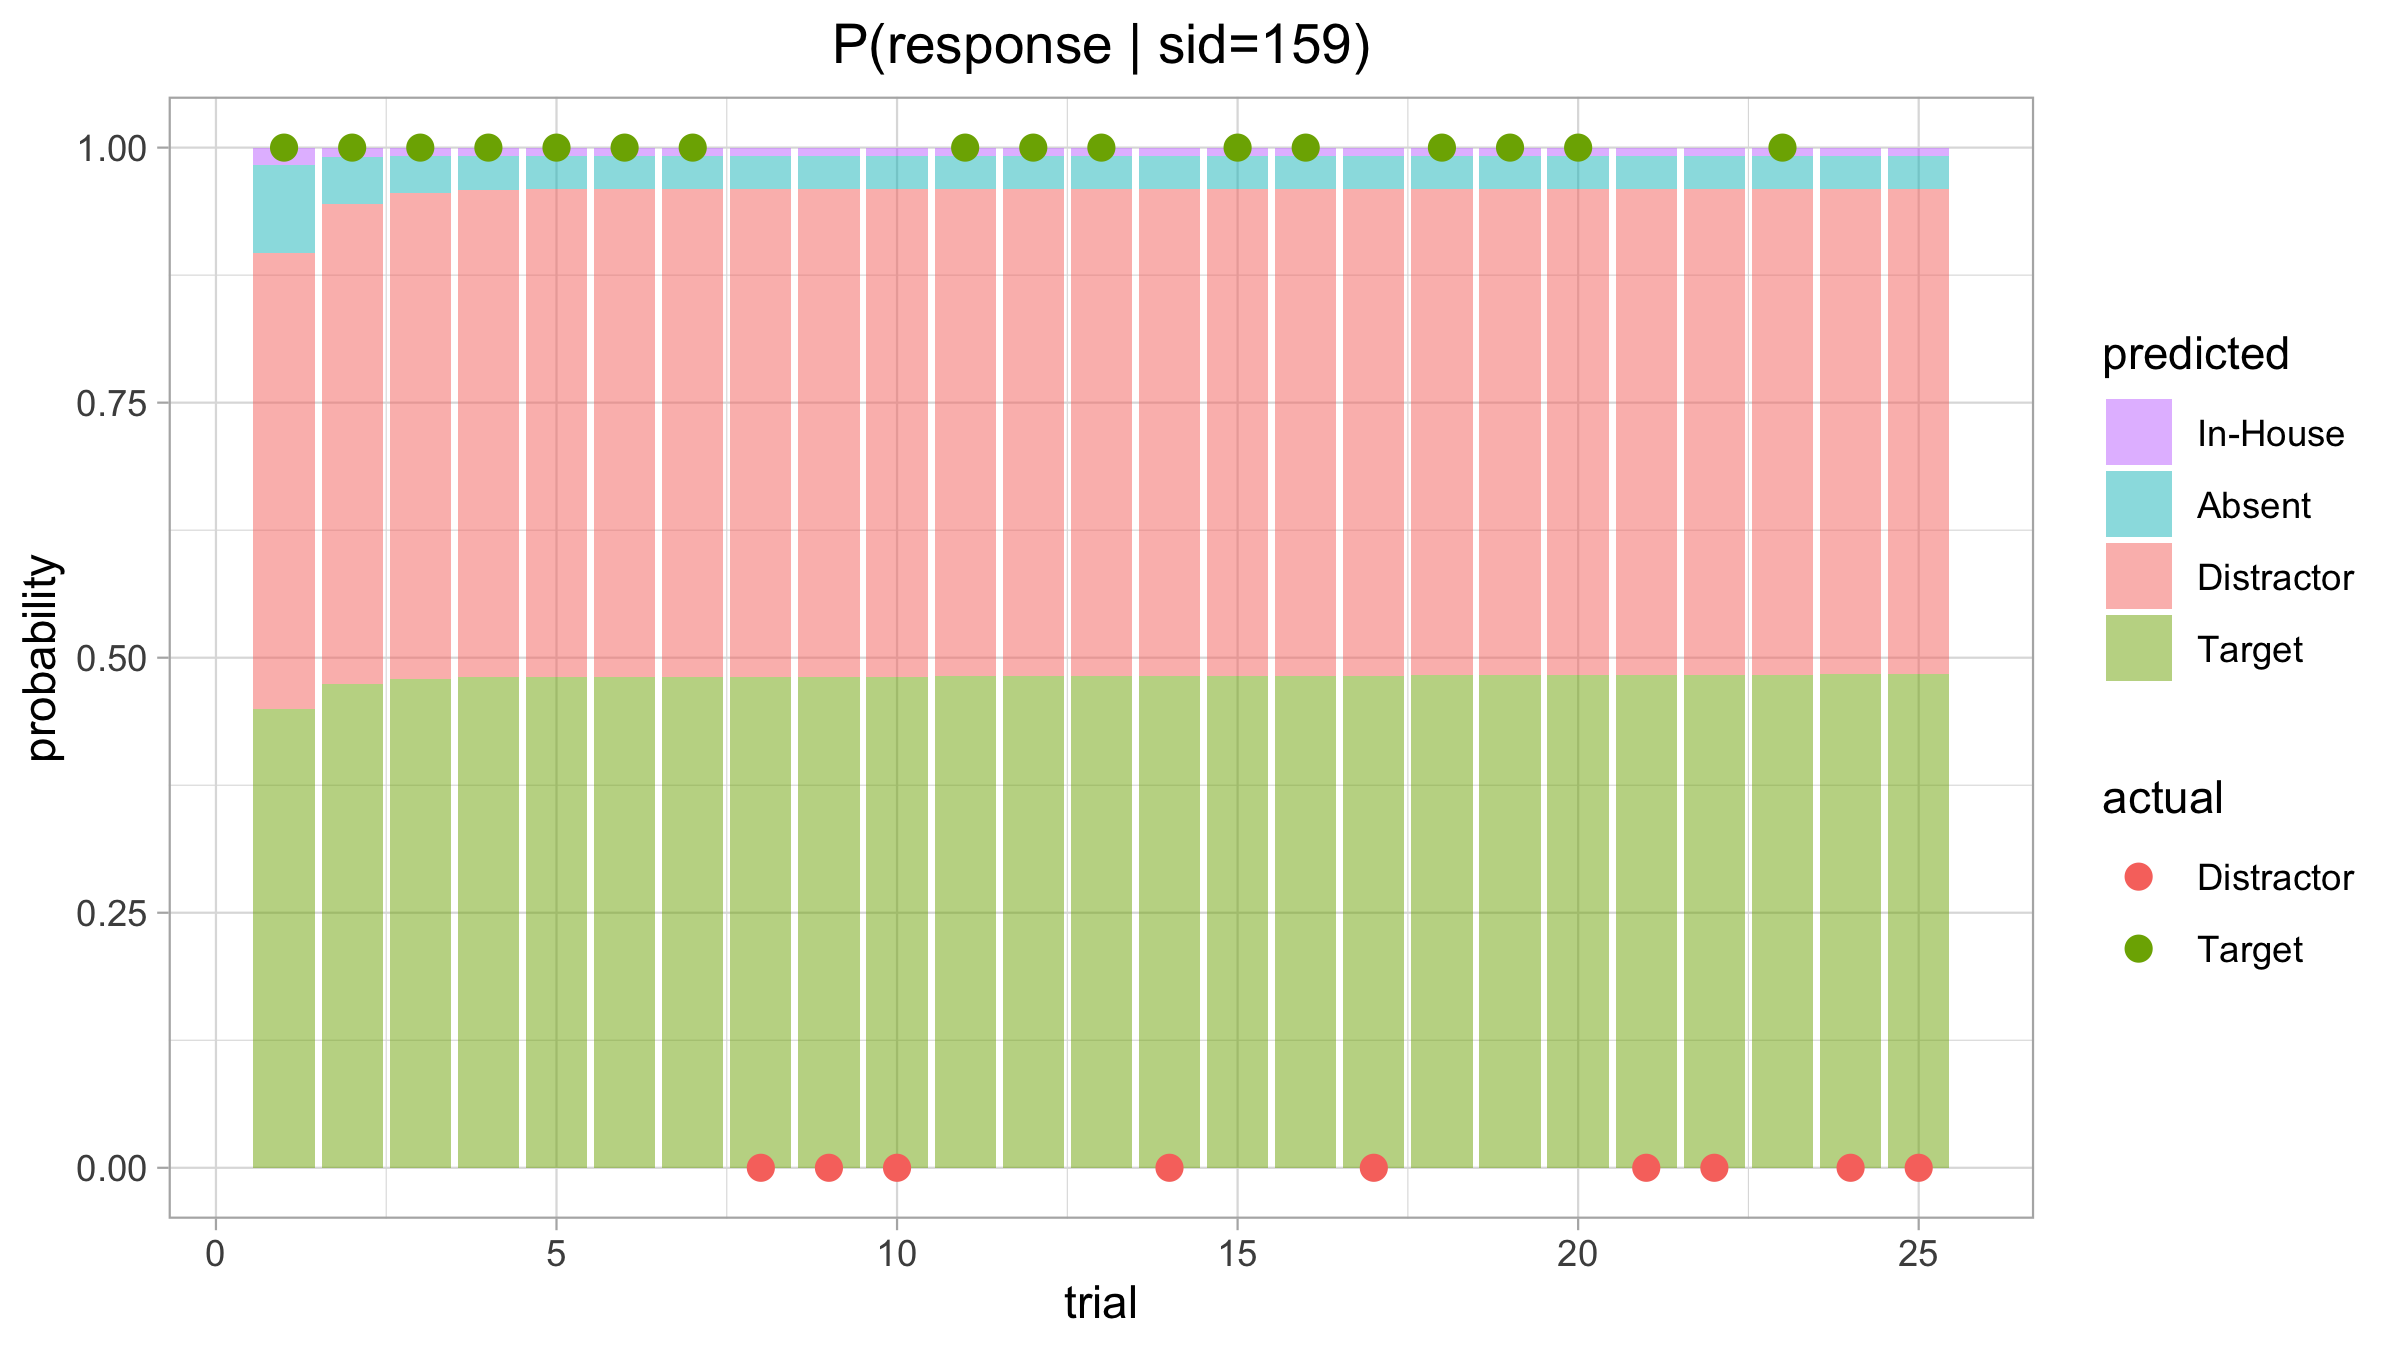 P(response | sid=159)
1.00
0.75
0.50
0.25
0.00
probability
0 5 10 15 20 25
trial
predicted
In-House
Absent
Distractor
Target
actual
Distractor
Target